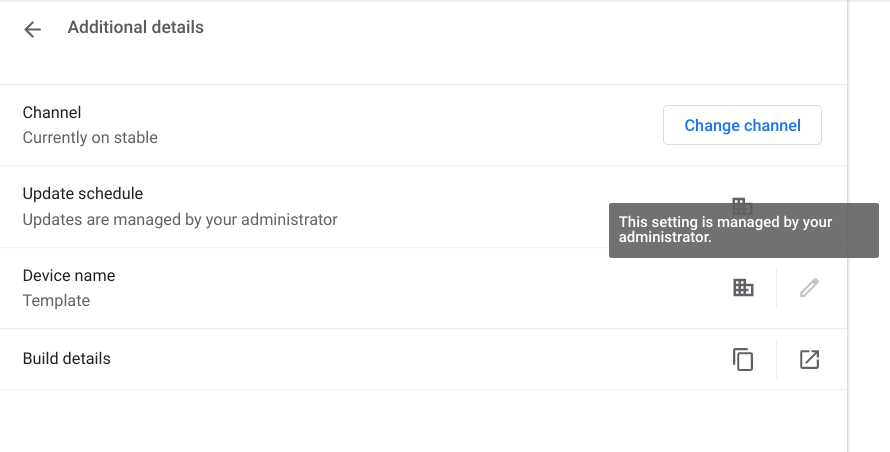 Additional details
Channel
Currently on stable
Change channel
Update schedule
Updates are managed by your administrator
This setting is managed by your
administrator.
Device name
Template
Build details